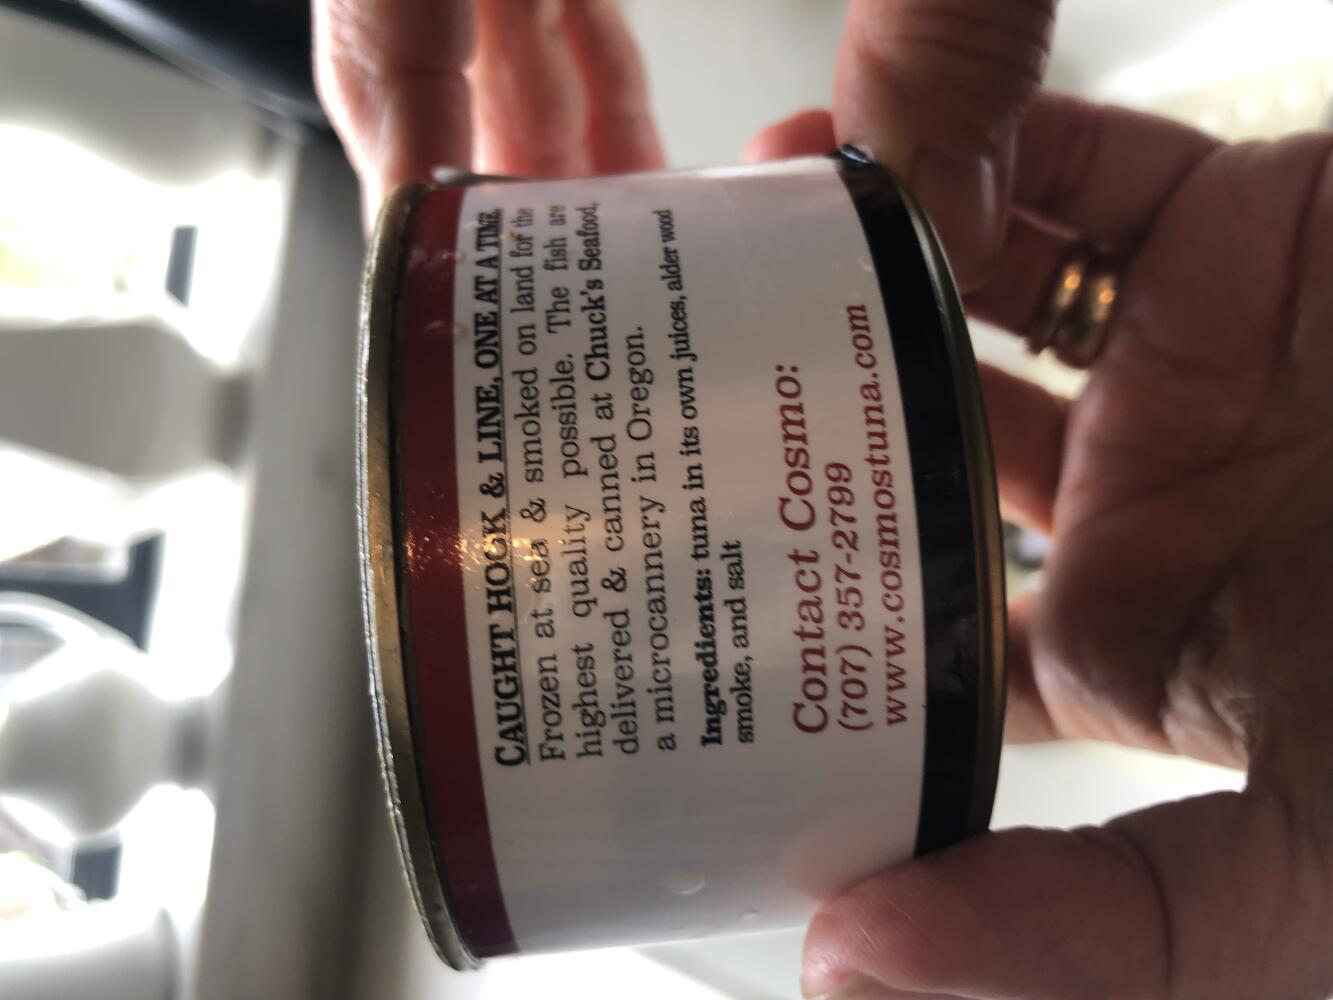 CAUGHT HOOK & LINE, ONE AT A TIME.
Frozen at sea & smoked on land for the
highest quality possible. The fish are
delivered & canned at Chuck's Seafood,
a microcannery in Oregon.
Ingredients: tuna in its own juices, alder wood
smoke, and salt
Contact Cosmo:
(707) 357-2799
www.cosmostuna.com